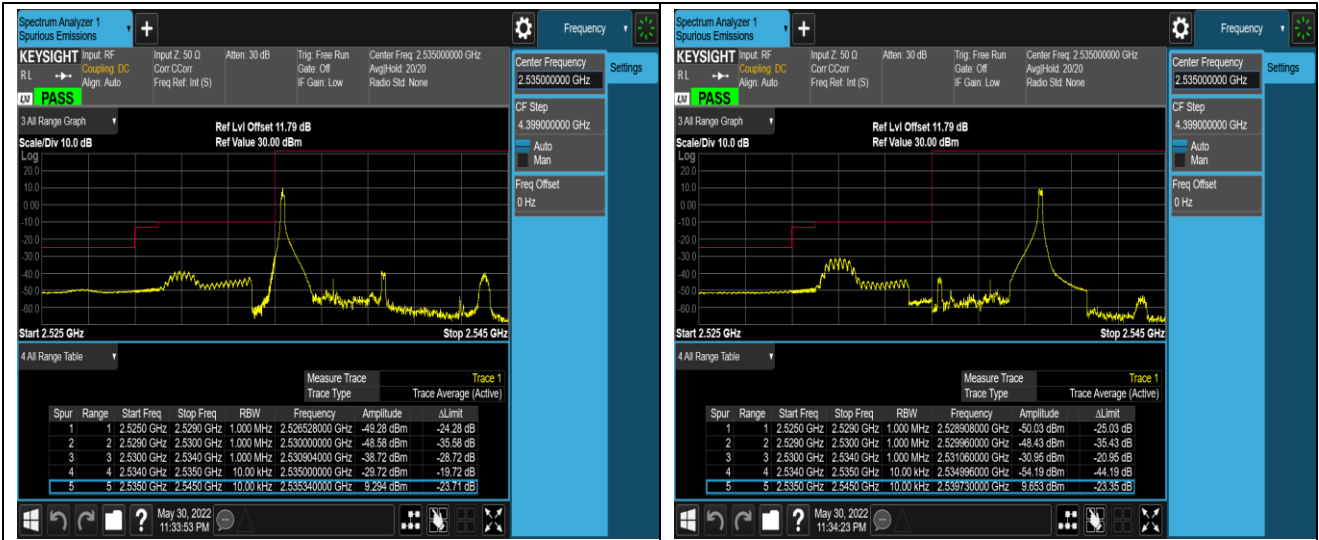 Spectrum Analyzer 1
Spurious Emissions
+
Frequency
KEYSIGHT Input: RF Input Z: 50 Ω Atten: 30 dB Trig: Free Run Center Freq: 2.535000000 GHz
Coupling: DC Corr CCorr Gate: Off Avg|Hold: 20/20
R L Align: Auto Freq Ref: Int (S) IF Gain: Low Radio Std: None
PASS
Center Frequency
2.535000000 GHz
Settings
CF Step
4.399000000 GHz
Auto
Man
Freq Offset
0 Hz
3 All Range Graph
Ref Lvl Offset 11.79 dB
Scale/Div 10.0 dB Ref Value 30.00 dBm
Log
20.0
10.0
0.00
-10.0
-20.0
-30.0
-40.0
-50.0
-60.0
Start 2.525 GHz Stop 2.545 GHz
4 All Range Table
Measure Trace Trace 1
Trace Type Trace Average (Active)
Spur Range Start Freq Stop Freq RBW Frequency Amplitude ΔLimit
1 1 2.5250 GHz 2.5290 GHz 1.000 MHz 2.526528000 GHz -49.28 dBm -24.28 dB
2 2 2.5290 GHz 2.5300 GHz 1.000 MHz 2.530000000 GHz -48.58 dBm -35.58 dB
3 3 2.5300 GHz 2.5340 GHz 1.000 MHz 2.530904000 GHz -38.72 dBm -28.72 dB
4 4 2.5340 GHz 2.5350 GHz 10.00 kHz 2.535000000 GHz -29.72 dBm -19.72 dB
5 5 2.5350 GHz 2.5450 GHz 10.00 kHz 2.535340000 GHz 9.294 dBm -23.71 dB
?
May 30, 2022
11:33:53 PM
Spectrum Analyzer 1
Spurious Emissions
+
Frequency
KEYSIGHT Input: RF Input Z: 50 Ω Atten: 30 dB Trig: Free Run Center Freq: 2.535000000 GHz
Coupling: DC Corr CCorr Gate: Off Avg|Hold: 20/20
R L Align: Auto Freq Ref: Int (S) IF Gain: Low Radio Std: None
PASS
Center Frequency
2.535000000 GHz
Settings
CF Step
4.399000000 GHz
Auto
Man
Freq Offset
0 Hz
3 All Range Graph
Ref Lvl Offset 11.79 dB
Scale/Div 10.0 dB Ref Value 30.00 dBm
Log
20.0
10.0
0.00
-10.0
-20.0
-30.0
-40.0
-50.0
-60.0
Start 2.525 GHz Stop 2.545 GHz
4 All Range Table
Measure Trace Trace 1
Trace Type Trace Average (Active)
Spur Range Start Freq Stop Freq RBW Frequency Amplitude ΔLimit
1 1 2.5250 GHz 2.5290 GHz 1.000 MHz 2.528908000 GHz -50.03 dBm -25.03 dB
2 2 2.5290 GHz 2.5300 GHz 1.000 MHz 2.529960000 GHz -48.43 dBm -35.43 dB
3 3 2.5300 GHz 2.5340 GHz 1.000 MHz 2.531060000 GHz -30.95 dBm -20.95 dB
4 4 2.5340 GHz 2.5350 GHz 10.00 kHz 2.534996000 GHz -54.19 dBm -44.19 dB
5 5 2.5350 GHz 2.5450 GHz 10.00 kHz 2.539730000 GHz 9.653 dBm -23.35 dB
?
May 30, 2022
11:34:23 PM